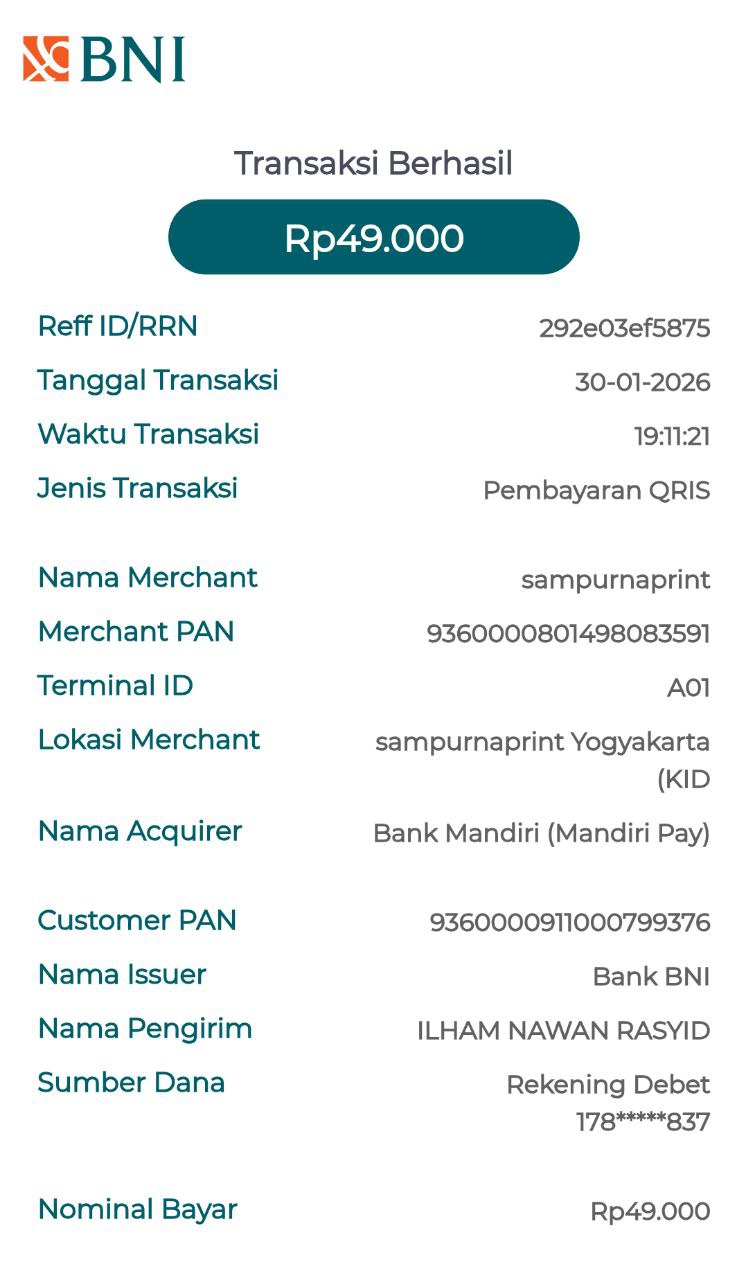 BNI
Transaksi Berhasil
Rp49.000
Reff ID/RRN 292e03ef5875
Tanggal Transaksi 30-01-2026
Waktu Transaksi 19:11:21
Jenis Transaksi Pembayaran QRIS
Nama Merchant sampurnaprint
Merchant PAN 9360000801498083591
Terminal ID A01
Lokasi Merchant sampurnaprint Yogyakarta
(KID
Nama Acquirer Bank Mandiri (Mandiri Pay)
Customer PAN 9360000911000799376
Nama Issuer Bank BNI
Nama Pengirim ILHAM NAWAN RASYID
Sumber Dana Rekening Debet
178*****837
Nominal Bayar Rp49.000